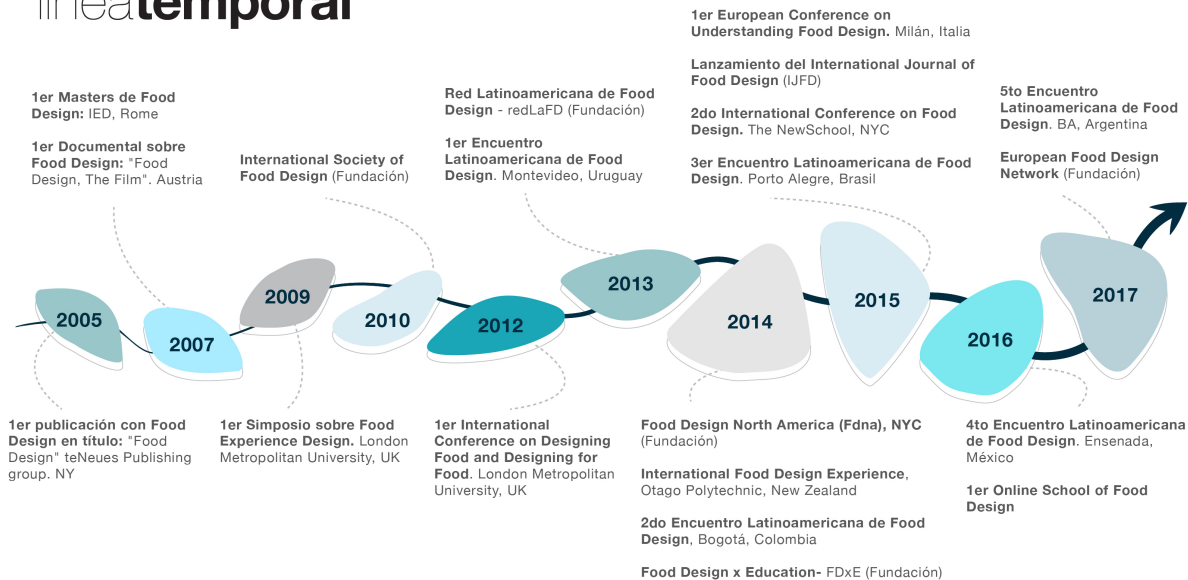 líneatemporal
1er Masters de Food
Design: IED, Rome
1er Documental sobre
Food Design: "Food
Design, The Film". Austria
International Society of
Food Design (Fundación)
Red Latinoamericana de Food
Design - redLaFD (Fundación)
1er Encuentro
Latinoamericana de Food
Design. Montevideo, Uruguay
1er European Conference on
Understanding Food Design. Milán, Italia
Lanzamiento del International Journal of
Food Design (IJFD)
2do International Conference on Food
Design. The NewSchool, NYC
3er Encuentro Latinoamericana de Food
Design. Porto Alegre, Brasil
5to Encuentro
Latinoamericana de Food
Design. BA, Argentina
European Food Design
Network (Fundación)
2005
2007
2009
2010
2012
2013
2014
2015
2016
2017
1er publicación con Food
Design en título: "Food
Design" teNeues Publishing
group. NY
1er Simposio sobre Food
Experience Design. London
Metropolitan University, UK
1er International
Conference on Designing
Food and Designing for
Food. London Metropolitan
University, UK
Food Design North America (Fdna), NYC
(Fundación)
International Food Design Experience,
Otago Polytechnic, New Zealand
2do Encuentro Latinoamericana de Food
Design, Bogotá, Colombia
Food Design x Education- FDxE (Fundación)
4to Encuentro Latinoamericana
de Food Design. Ensenada,
México
1er Online School of Food
Design